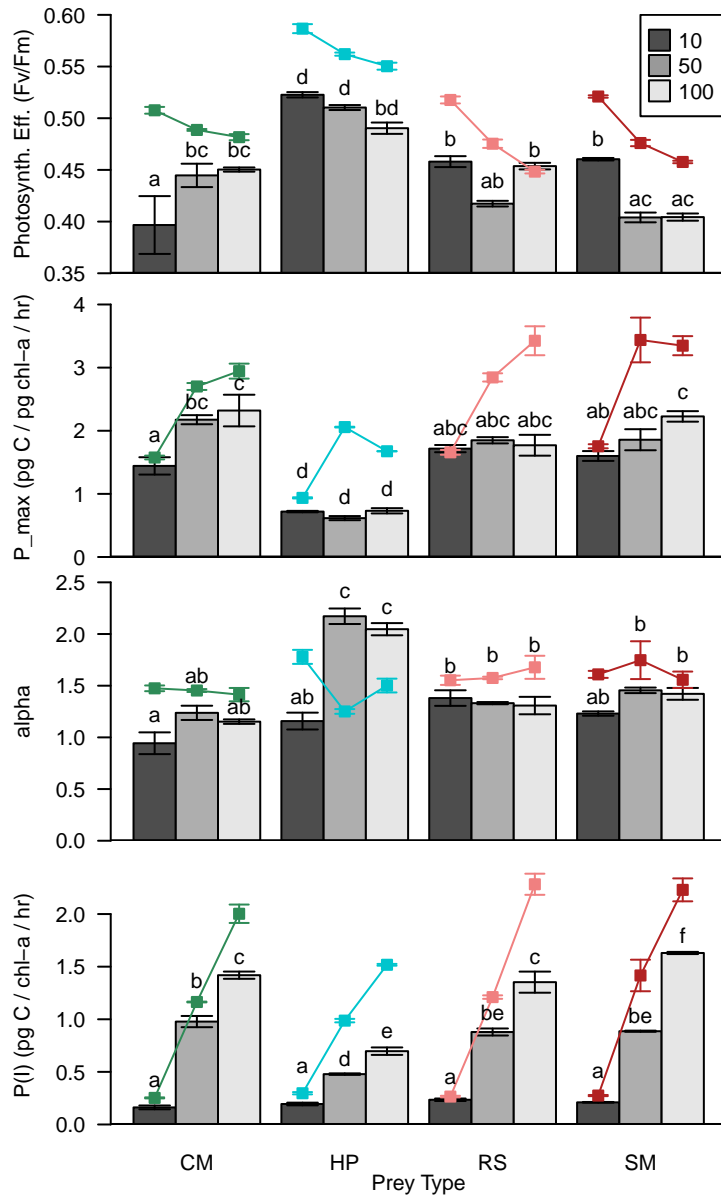 Photosynth. Eff. (Fv/Fm)
0.60
0.55
0.50
0.45
0.40
0.35
10
50
100
a
bc
bc
d
d
bd
b
ab
b
b
ac
ac
P_max (pg C / pg chl−a / hr)
4
3
2
1
0
a
bc
c
d
d
d
abc
abc
abc
ab
abc
c
alpha
2.5
2.0
1.5
1.0
0.5
0.0
a
ab
ab
ab
c
c
b
b
b
ab
b
b
P(I) (pg C / chl−a / hr)
2.0
1.5
1.0
0.5
0.0
a
b
c
a
d
e
a
be
c
a
be
f
CM HP RS SM
Prey Type